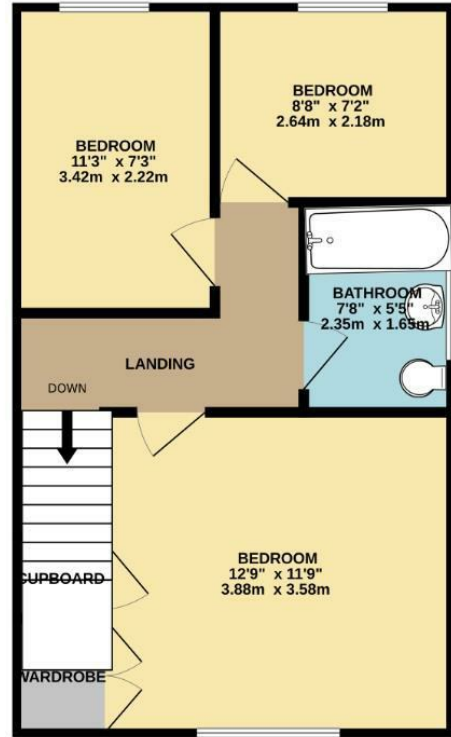 BEDROOM
11'3" x 7'3"
3.42m x 2.22m
BEDROOM
8'8" x 7'2"
2.64m x 2.18m
BATHROOM
7'8" x 5'5"
2.35m x 1.65m
LANDING
DOWN
CUPBOARD
BEDROOM
12'9" x 11'9"
3.88m x 3.58m
WARDROBE